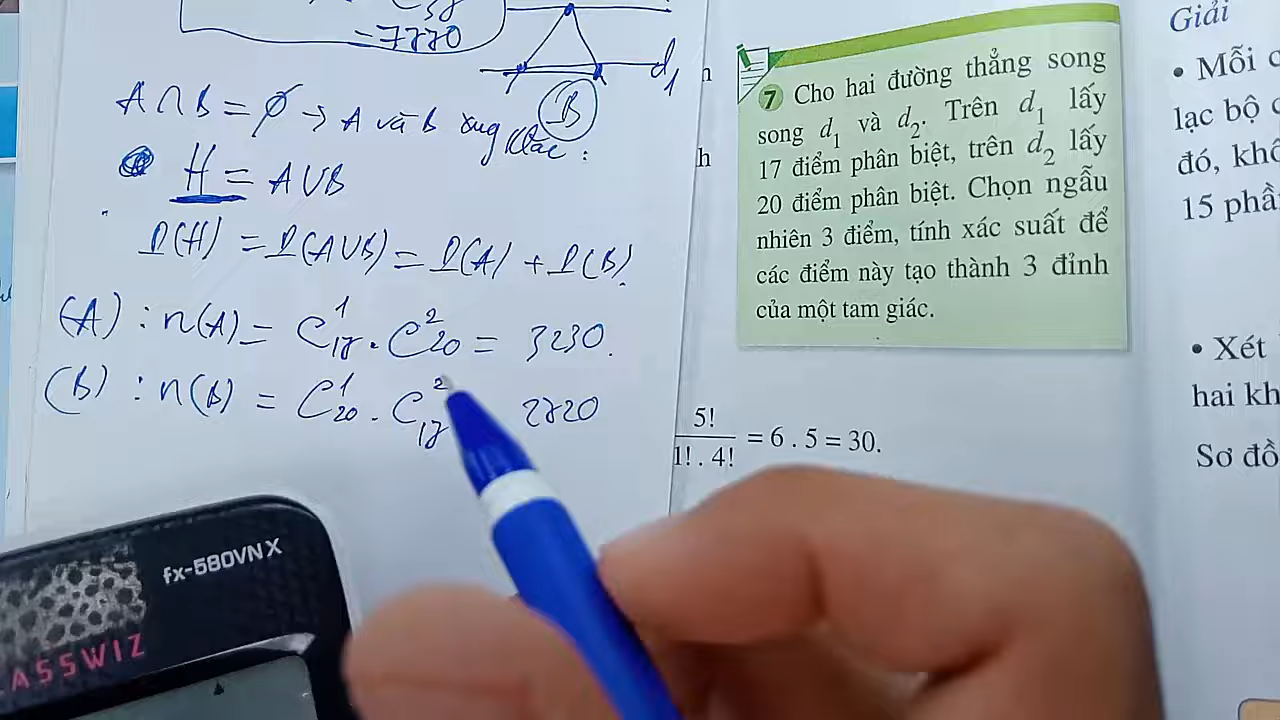 = 7770
d₁
B
A ∩ B = ∅ → A và B xung khắc :
H = A ∪ B
P(H) = P(A∪B) = P(A) + P(B)
(A) : n(A) = C¹₁₇ . C²₂₀ = 3230.
(B) : n(B) = C¹₂₀ . C²₁₇ 2720
fx-580VN X
ASSWIZ
h
h
7 Cho hai đường thẳng song
song d₁ và d₂. Trên d₁ lấy
17 điểm phân biệt, trên d₂ lấy
20 điểm phân biệt. Chọn ngẫu
nhiên 3 điểm, tính xác suất để
các điểm này tạo thành 3 đỉnh
của một tam giác.
5!
1! . 4!
= 6 . 5 = 30.
Giải
• Mỗi c
lạc bộ
đó, khô
15 phầ
• Xét
hai kh
Sơ đồ